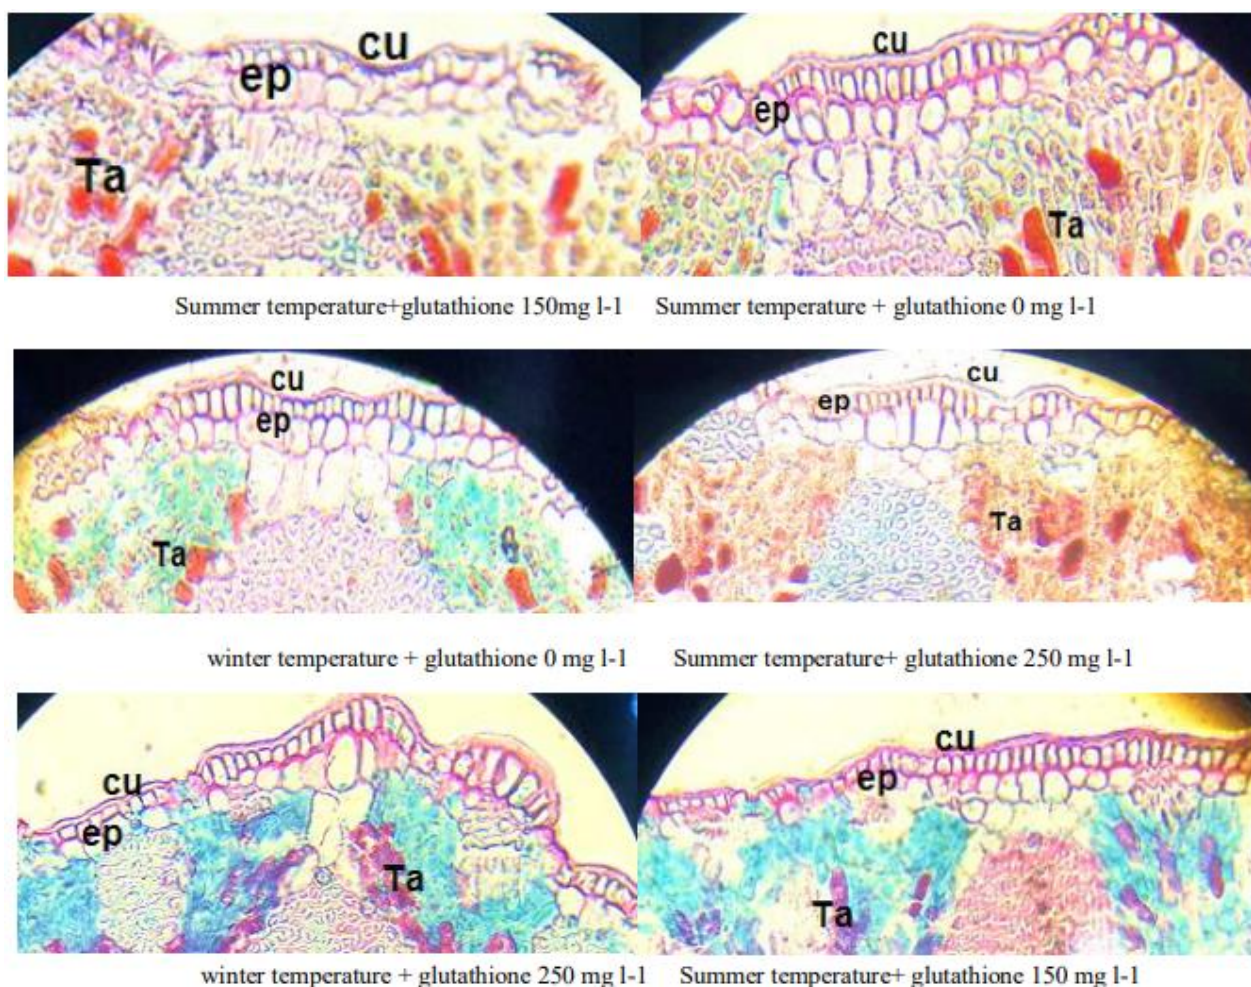 cu
ep
Ta
cu
ep
Ta
Summer temperature+glutathione 150mg l-1
Summer temperature + glutathione 0 mg l-1
cu
ep
Ta
cu
ep
Ta
winter temperature + glutathione 0 mg l-1
Summer temperature+ glutathione 250 mg l-1
cu
ep
Ta
cu
ep
Ta
winter temperature + glutathione 250 mg l-1
Summer temperature+ glutathione 150 mg l-1